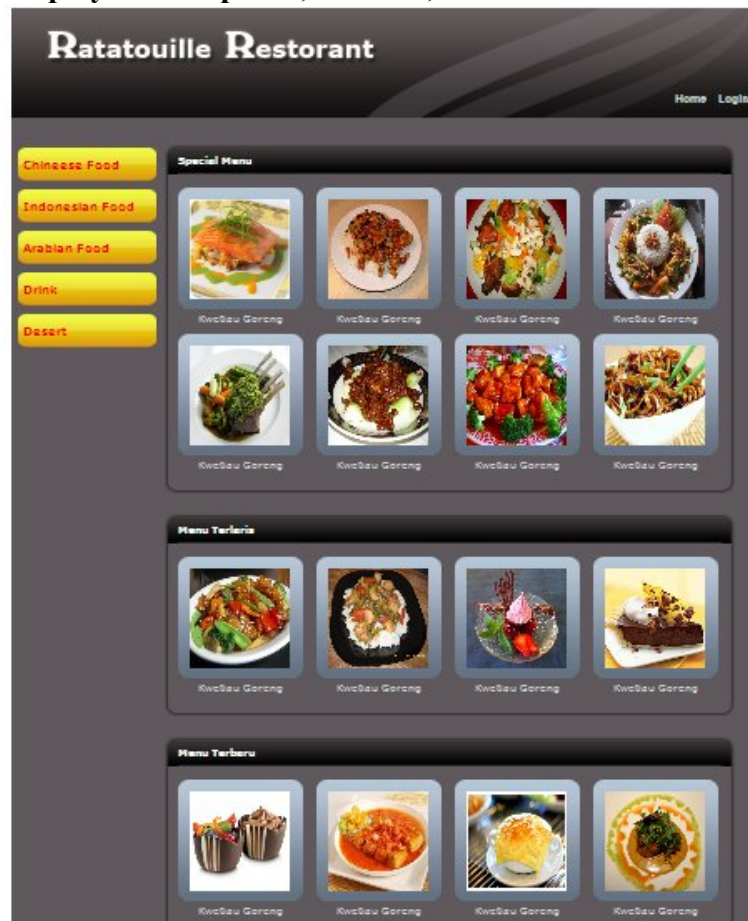 Ratatouille Restorant
Home Login
Chineese Food
Indonesian Food
Arabian Food
Drink
Desert
Special Menu
Kwetiau Goreng Kwetiau Goreng Kwetiau Goreng Kwetiau Goreng
Kwetiau Goreng Kwetiau Goreng Kwetiau Goreng Kwetiau Goreng
Menu Terlaris
Kwetiau Goreng Kwetiau Goreng Kwetiau Goreng Kwetiau Goreng
Menu Terbaru
Kwetiau Goreng Kwetiau Goreng Kwetiau Goreng Kwetiau Goreng